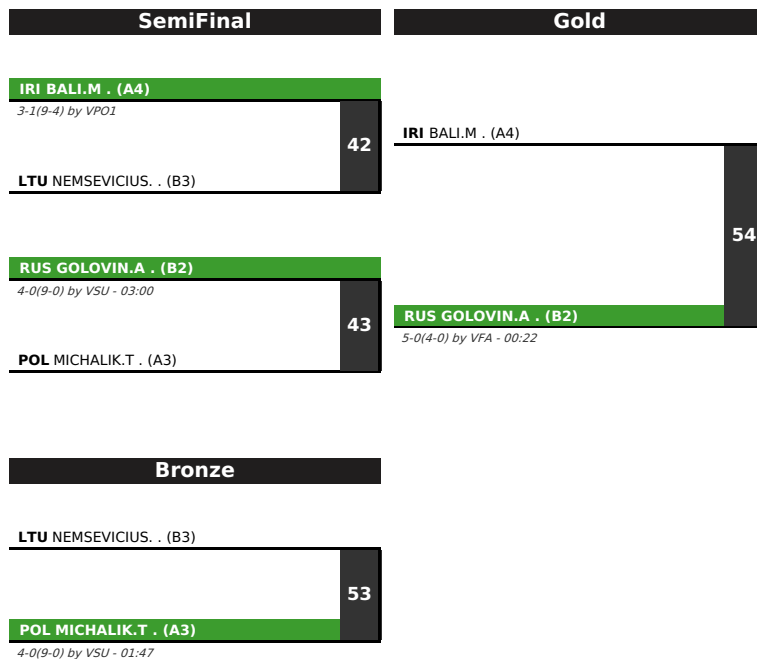 SemiFinal
IRI BALI.M . (A4)
3-1(9-4) by VPO1
42
LTU NEMSEVICIUS. . (B3)
RUS GOLOVIN.A . (B2)
4-0(9-0) by VSU - 03:00
43
POL MICHALIK.T . (A3)
Gold
IRI BALI.M . (A4)
54
RUS GOLOVIN.A . (B2)
5-0(4-0) by VFA - 00:22
Bronze
LTU NEMSEVICIUS. . (B3)
53
POL MICHALIK.T . (A3)
4-0(9-0) by VSU - 01:47